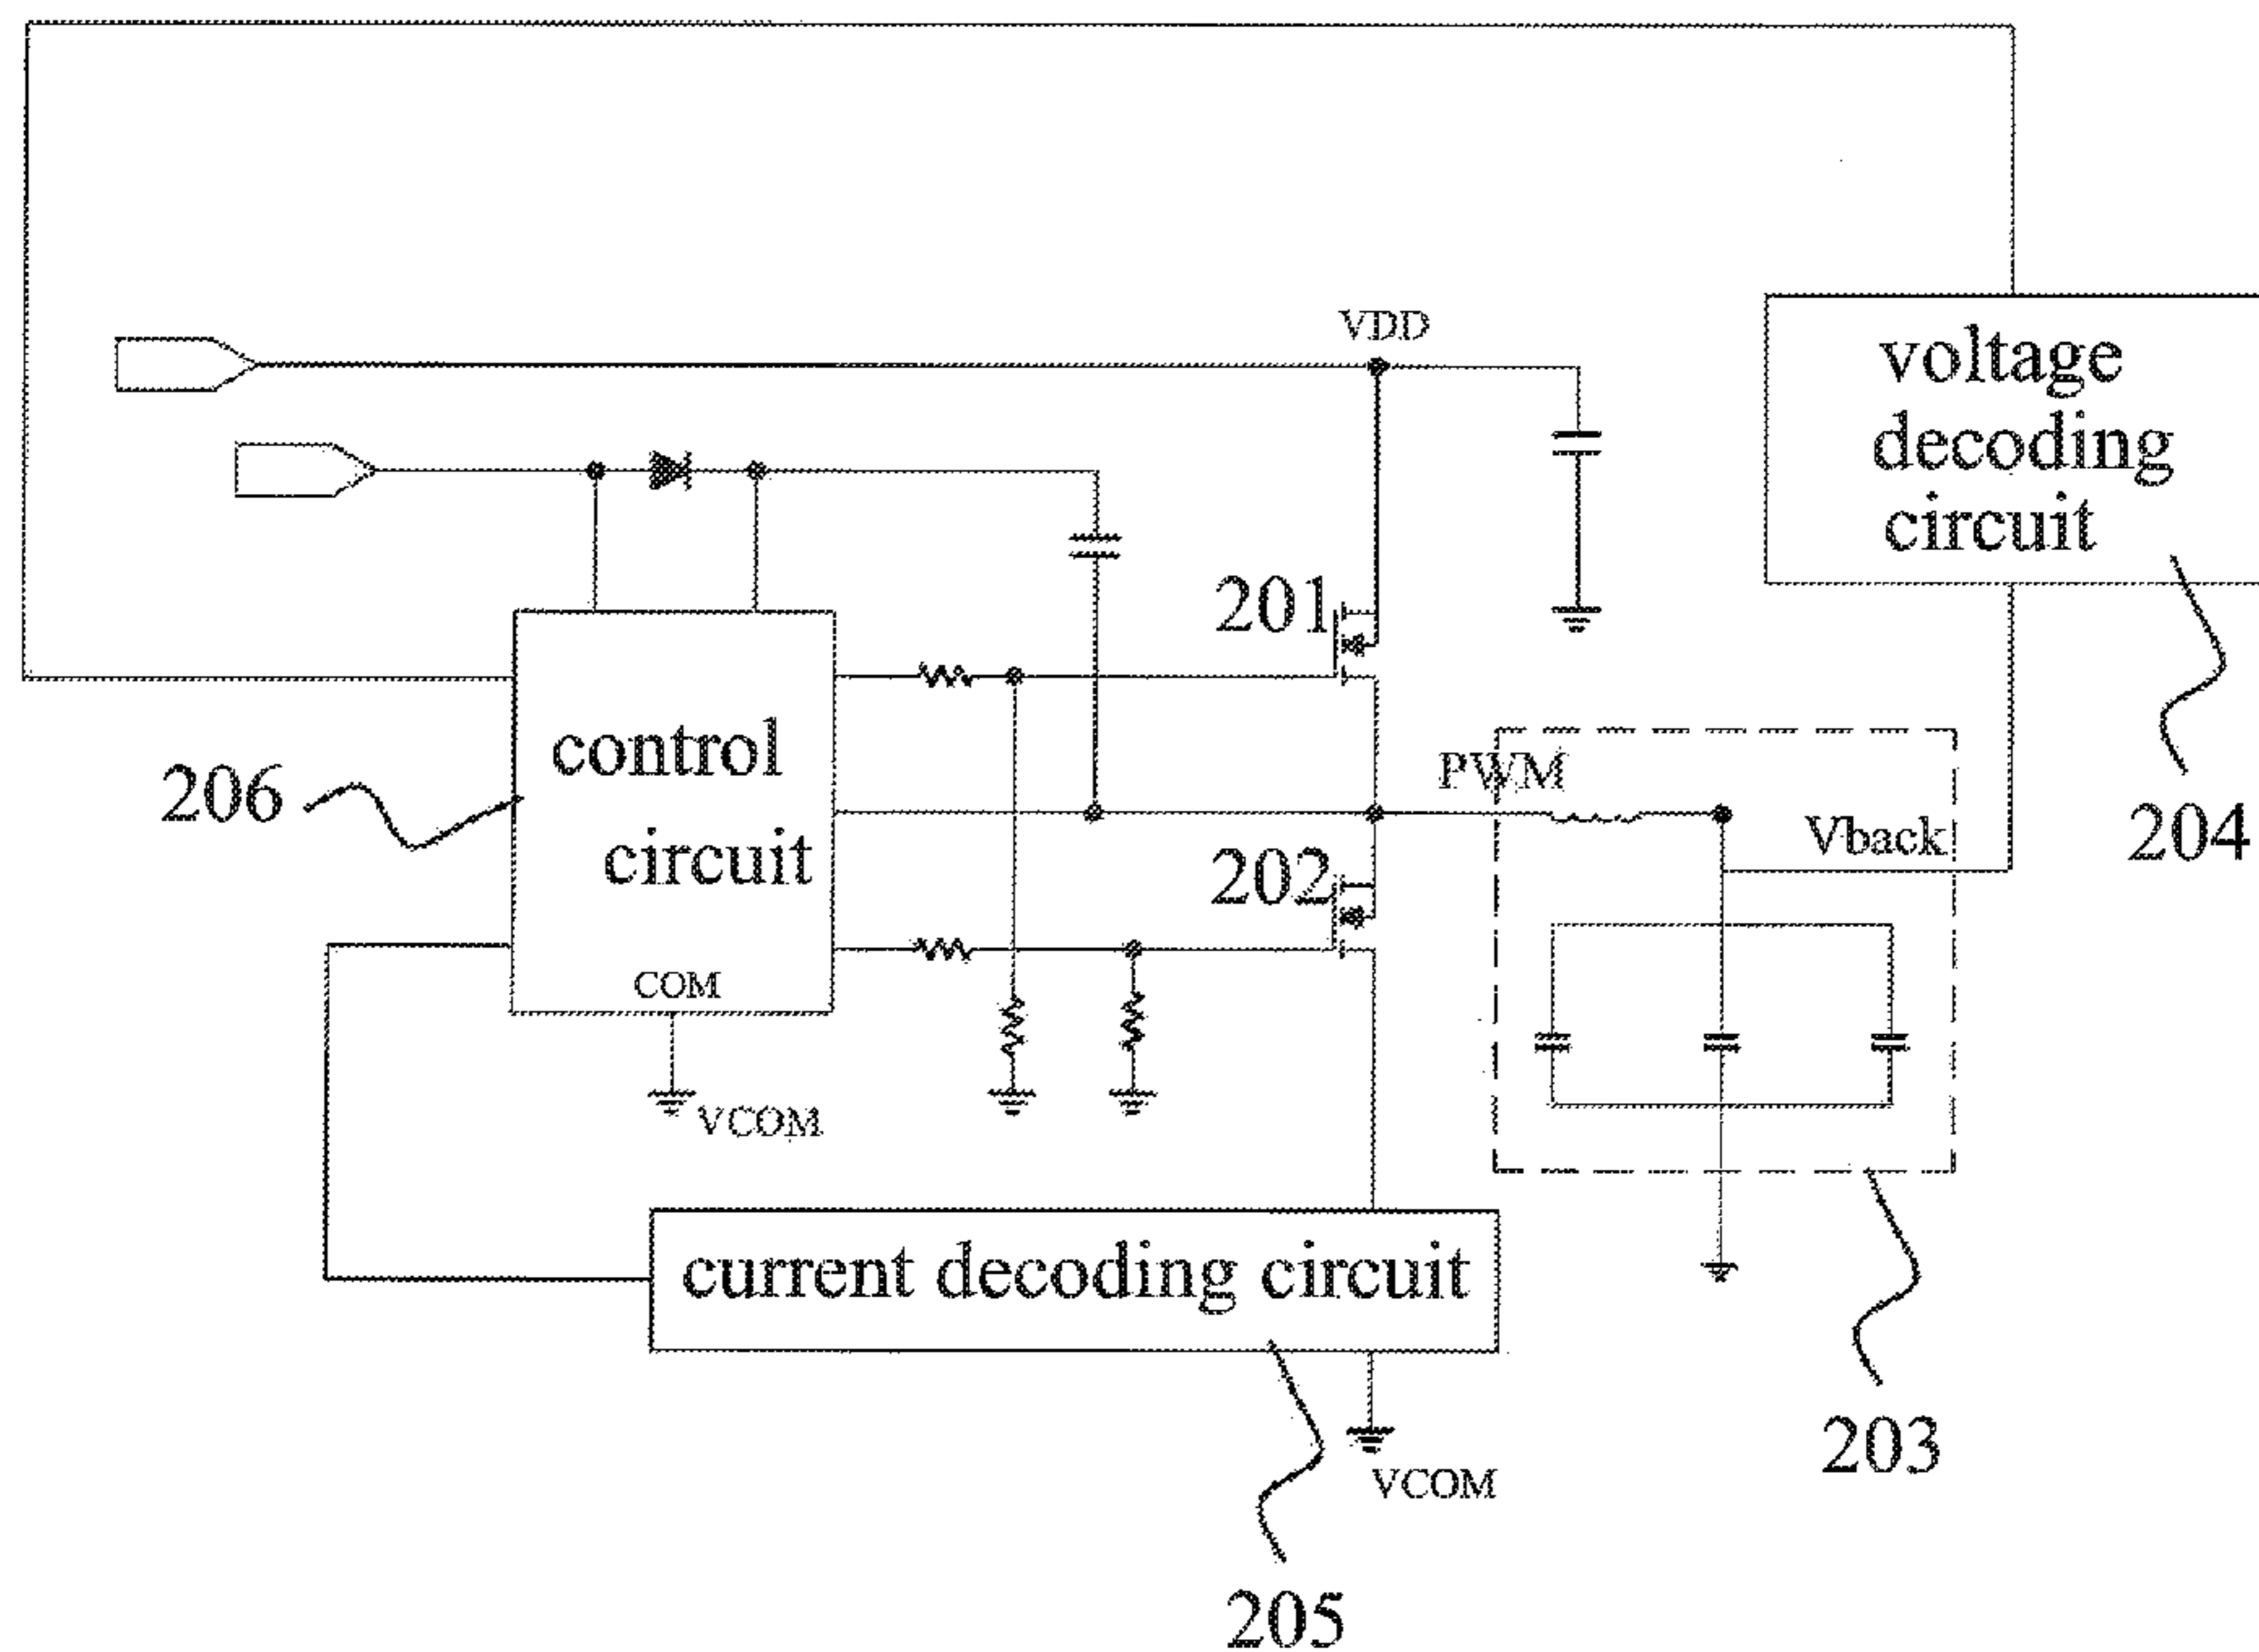 VDD
voltage
decoding
circuit
201
control
circuit
206
PWM
Vback
204
202
COM
VCOM
current decoding circuit
203
VCOM
205